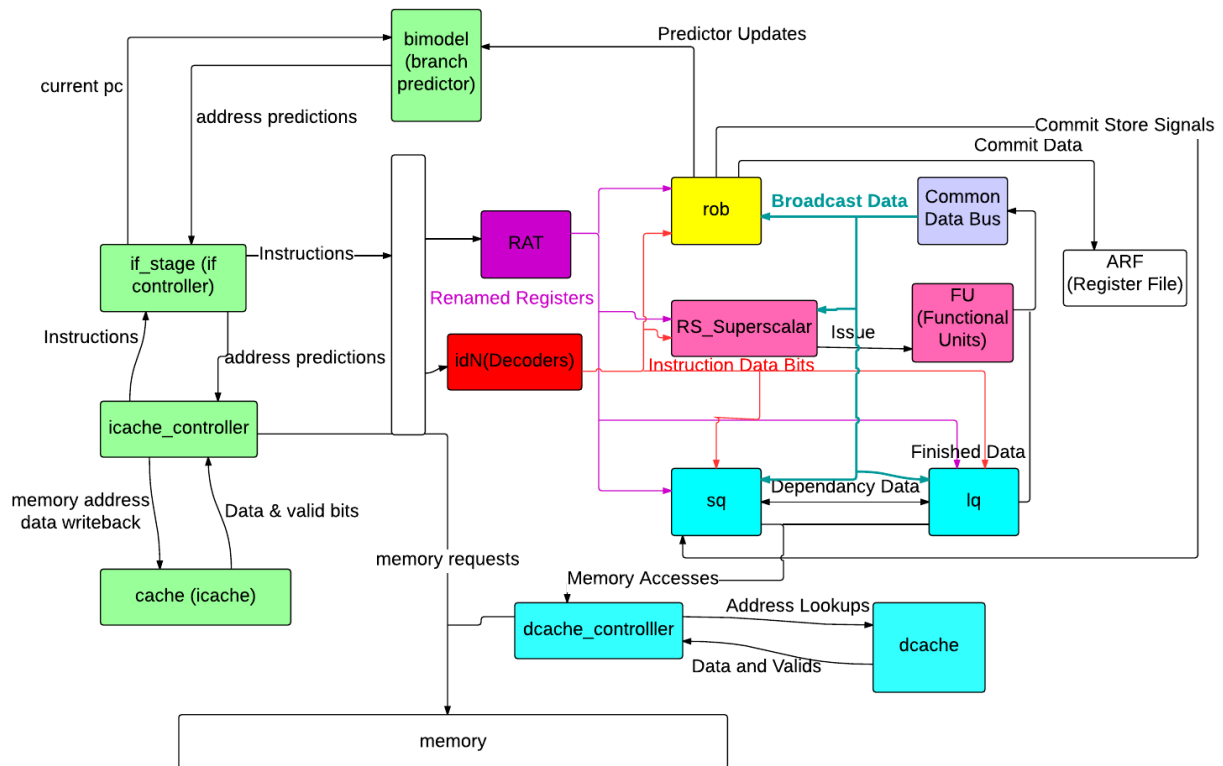 bimodel
(branch
predictor)
Predictor Updates
current pc
address predictions
Commit Store Signals
Commit Data
rob
Broadcast Data
Common
Data Bus
RAT
if_stage (if
controller)
Instructions
ARF
(Register File)
Renamed Registers
FU
(Functional
Units)
RS_Superscalar
Issue
Instructions
address predictions
idN(Decoders)
Instruction Data Bits
icache_controller
Finished Data
memory address
data writeback
Data & valid bits
Dependancy Data
sq
lq
memory requests
Memory Accesses
cache (icache)
Address Lookups
dcache_controlller
dcache
Data and Valids
memory